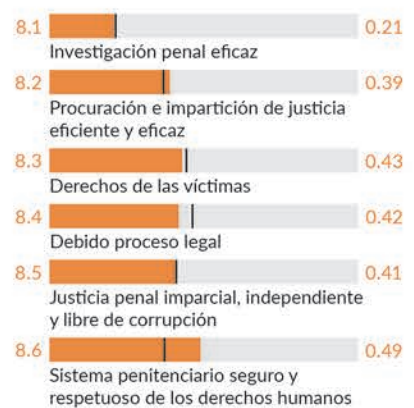 8.1 0.21
Investigación penal eficaz
8.2 0.39
Procuración e impartición de justicia
eficiente y eficaz
8.3 0.43
Derechos de las víctimas
8.4 0.42
Debido proceso legal
8.5 0.41
Justicia penal imparcial, independiente
y libre de corrupción
8.6 0.49
Sistema penitenciario seguro y
respetuoso de los derechos humanos